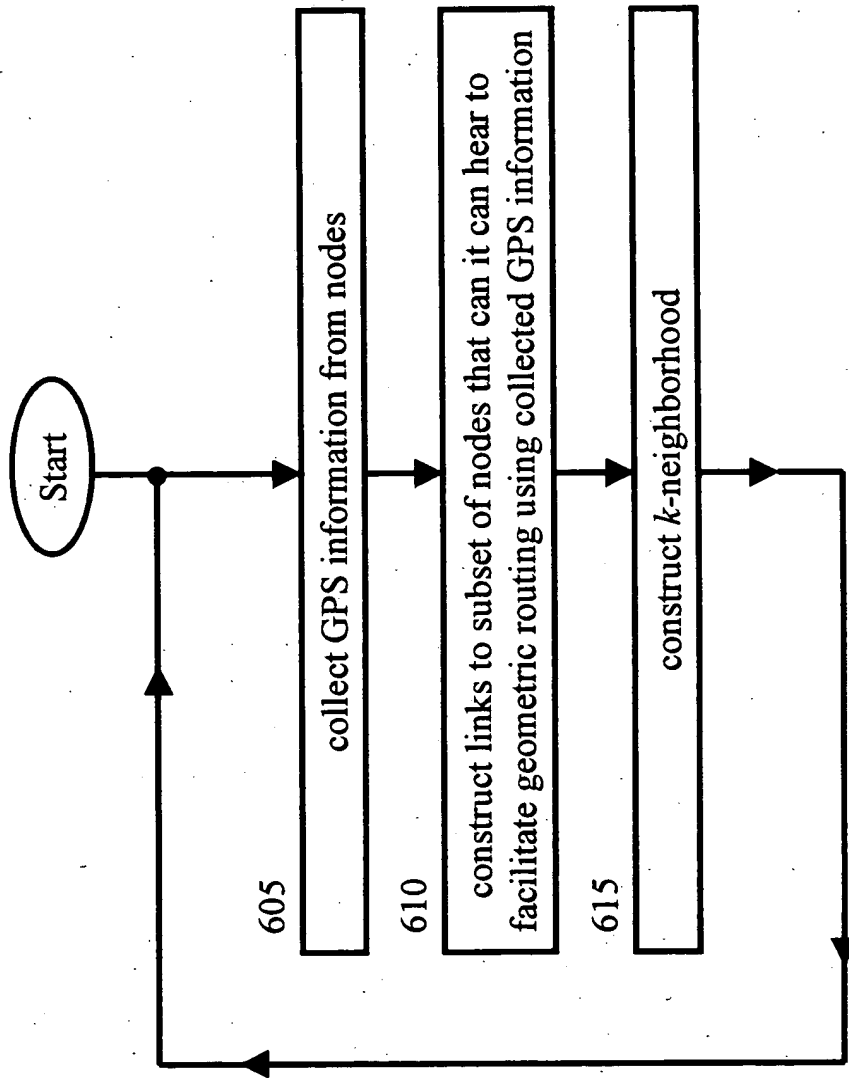 Start
605
collect GPS information from nodes
610
construct links to subset of nodes that can it can hear to
facilitate geometric routing using collected GPS information
615
construct k-neighborhood